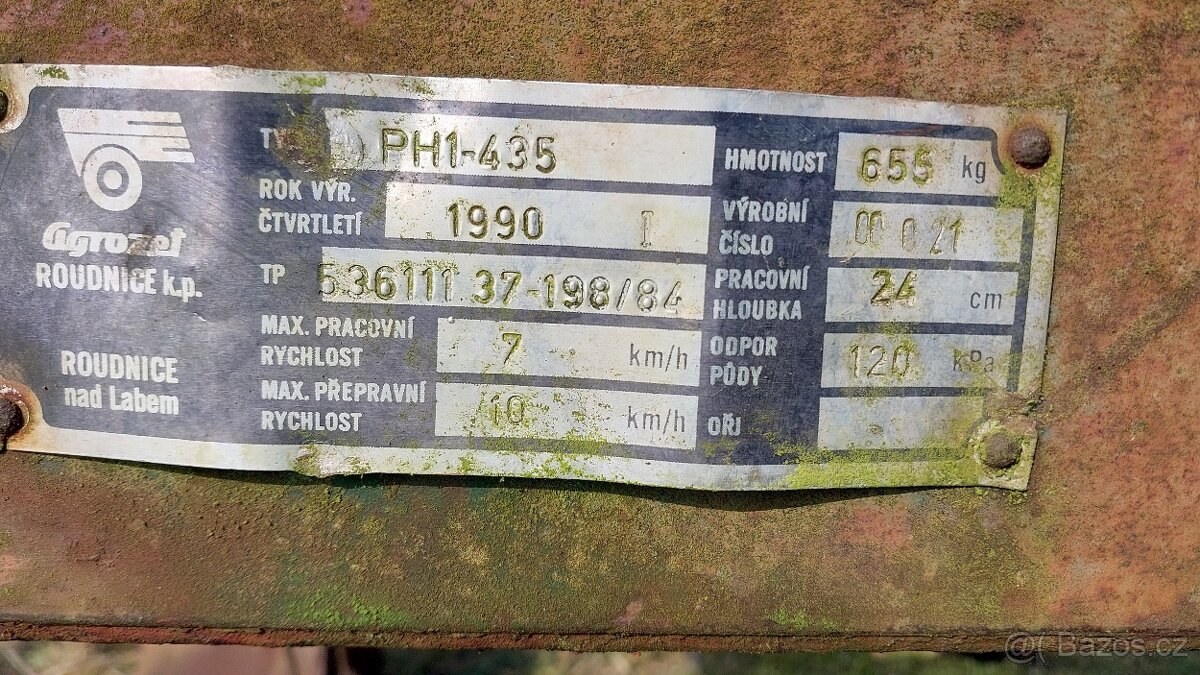 Agrozet
ROUDNICE k.p.
ROUDNICE
nad Labem
PH1-435
ROK VÝR.
ČTVRTLETÍ 1990 I
TP 536111 37-198/84
MAX. PRACOVNÍ
RYCHLOST 7 km/h
MAX. PŘEPRAVNÍ
RYCHLOST 10 km/h
HMOTNOST 655 kg
VÝROBNÍ
ČÍSLO
PRACOVNÍ
HLOUBKA 24 cm
ODPOR
PŮDY 120 kPa
OŘJ
Bazos.cz